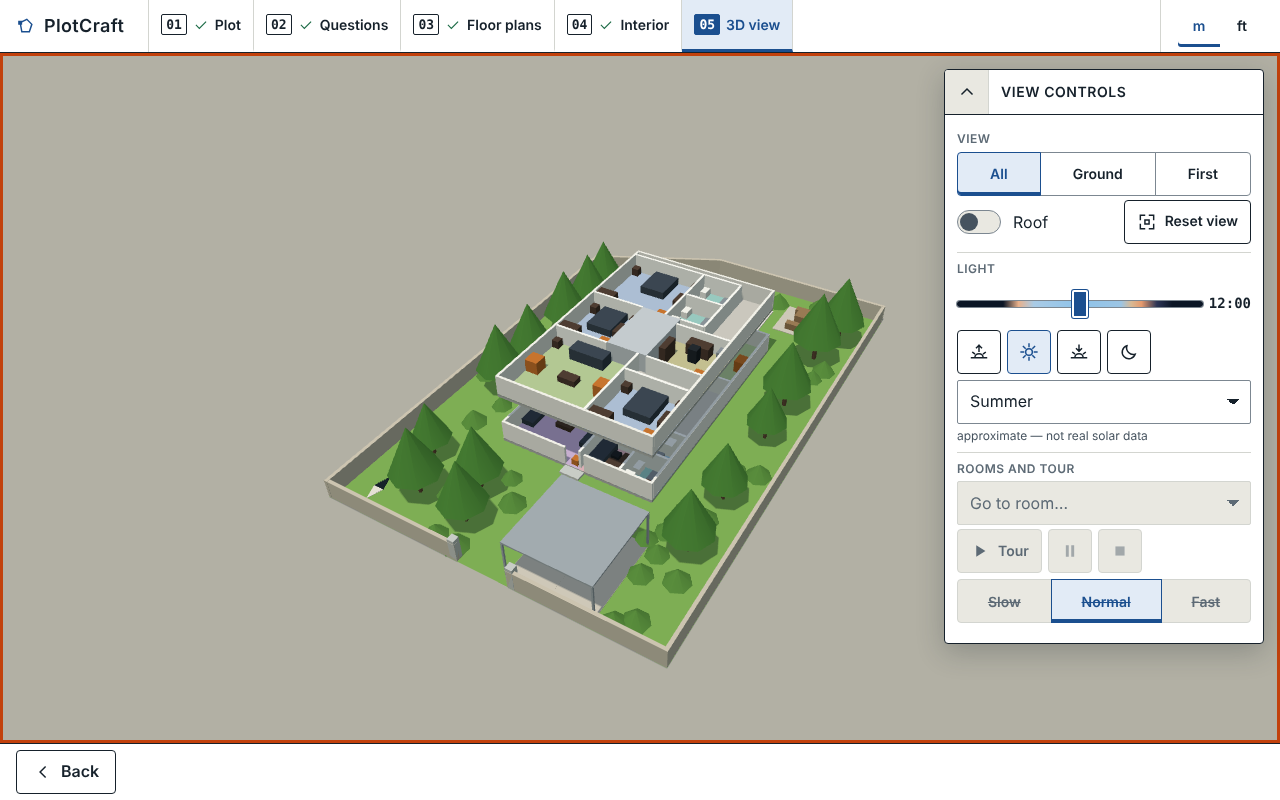 PlotCraft
01 Plot
02 Questions
03 Floor plans
04 Interior
05 3D view
m ft
VIEW CONTROLS
VIEW
All Ground First
Roof Reset view
LIGHT
12:00
Summer
approximate — not real solar data
ROOMS AND TOUR
Go to room...
Tour
Slow Normal Fast
Back